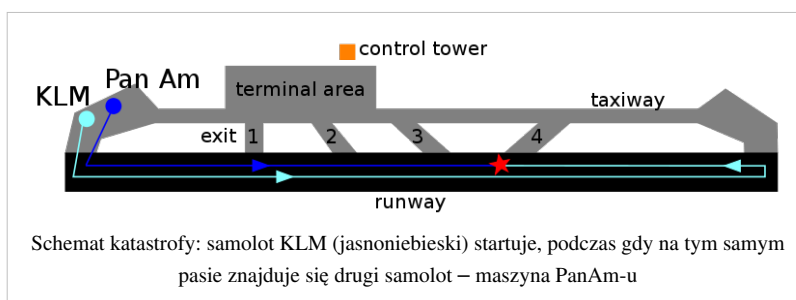 control tower
Pan Am
KLM
terminal area
taxiway
exit 1 2 3 4
runway
Schemat katastrofy: samolot KLM (jasnoniebieski) startuje, podczas gdy na tym samym
pasie znajduje się drugi samolot – maszyna PanAm-u